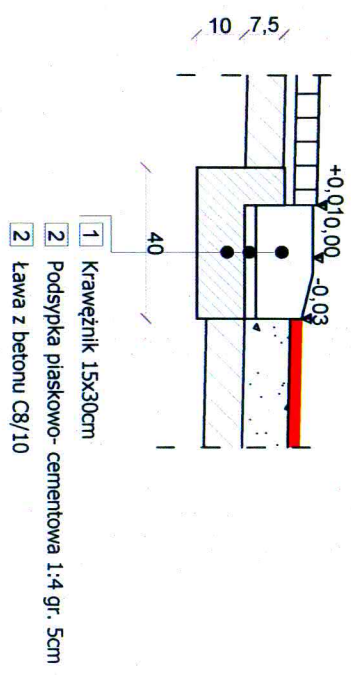 10 7,5
+0,01 0,00 -0,03
40
1 Krawężnik 15x30cm
2 Podsypka piaskowo- cementowa 1:4 gr. 5cm
2 Ława z betonu C8/10